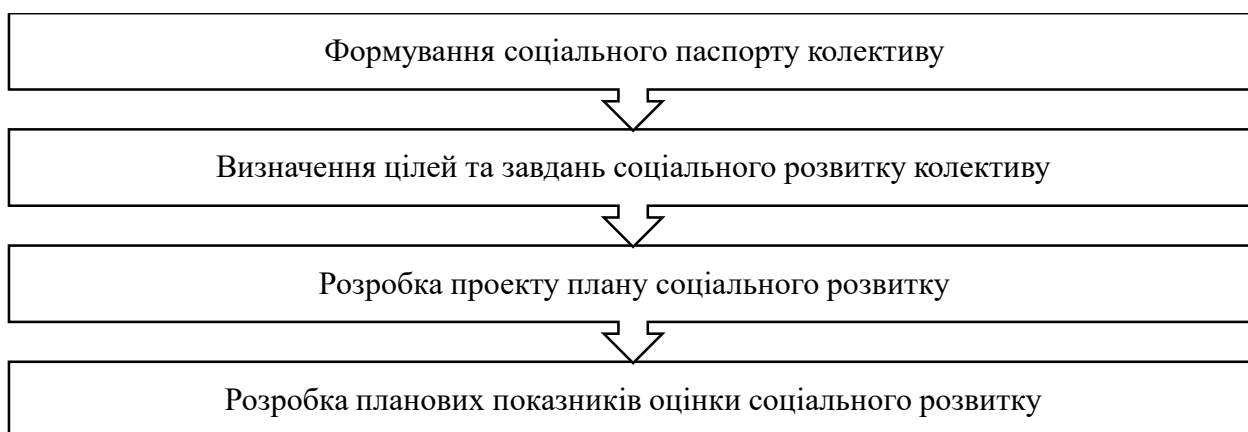 Формування соціального паспорту колективу
Визначення цілей та завдань соціального розвитку колективу
Розробка проекту плану соціального розвитку
Розробка планових показників оцінки соціального розвитку